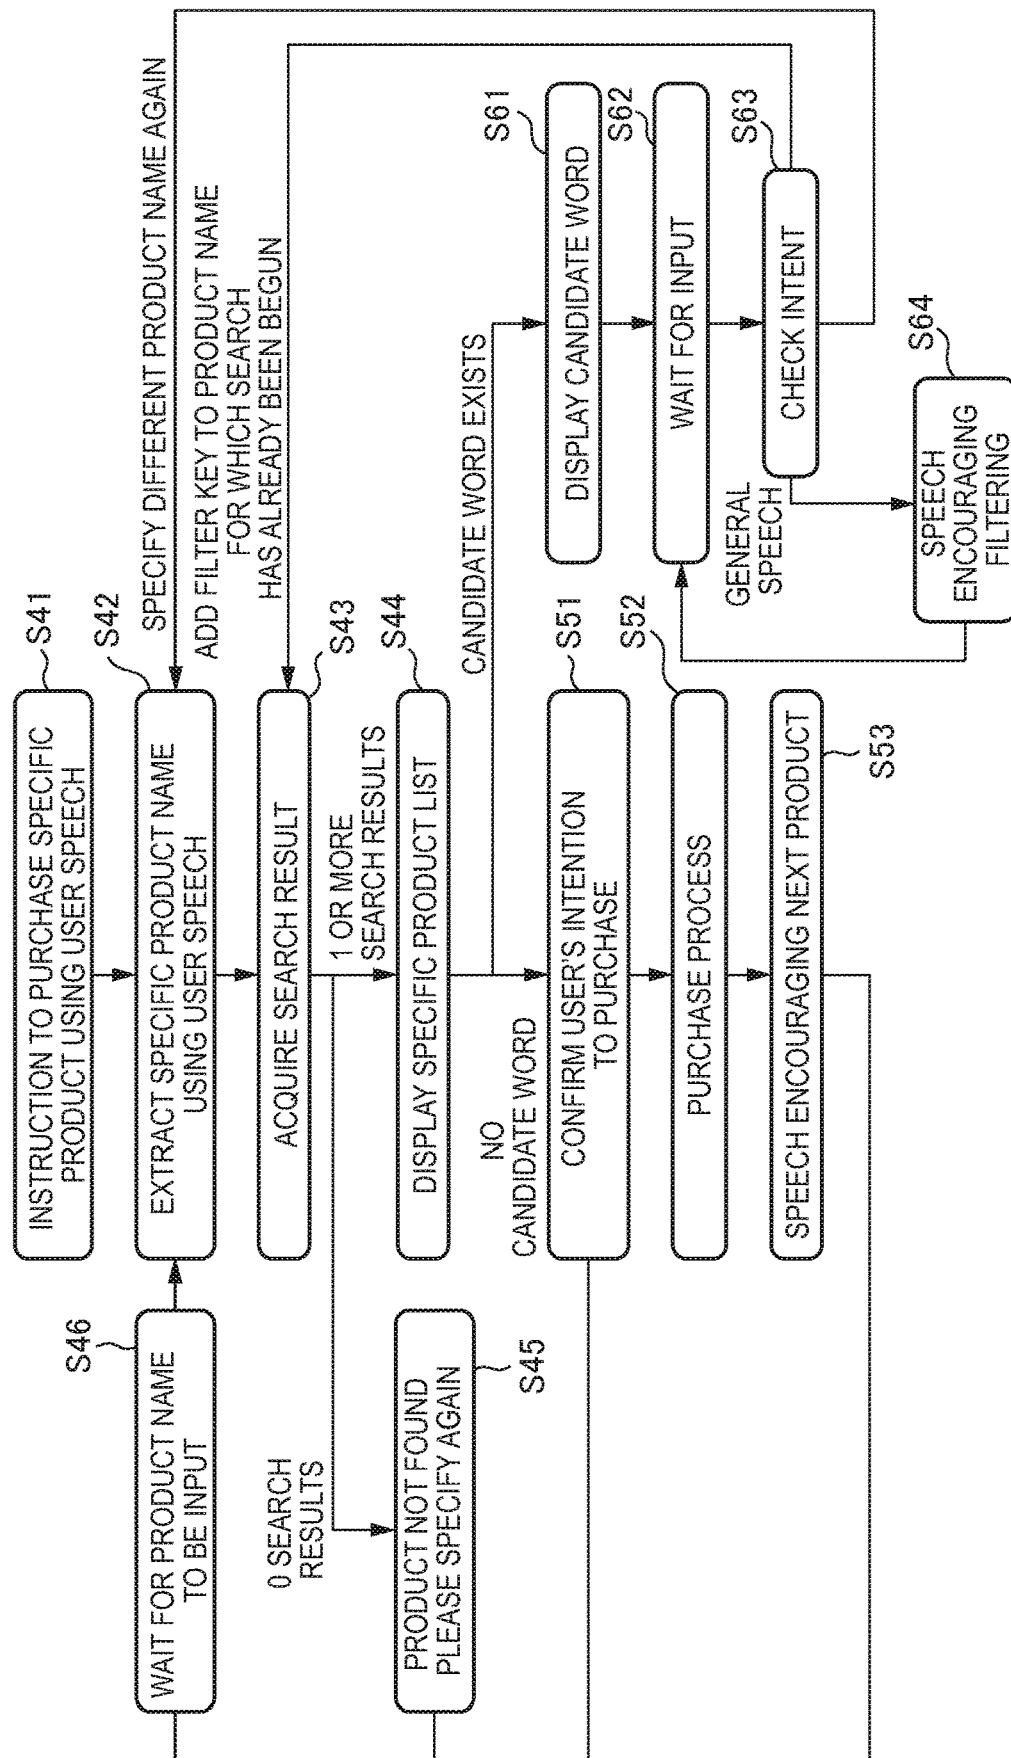 INSTRUCTION TO PURCHASE SPECIFIC
PRODUCT USING USER SPEECH
S41
WAIT FOR PRODUCT NAME
TO BE INPUT
S46
EXTRACT SPECIFIC PRODUCT NAME
USING USER SPEECH
S42
SPECIFY DIFFERENT PRODUCT NAME AGAIN
ADD FILTER KEY TO PRODUCT NAME
FOR WHICH SEARCH
HAS ALREADY BEEN BEGUN
ACQUIRE SEARCH RESULT
S43
0 SEARCH
RESULTS
1 OR MORE
SEARCH RESULTS
PRODUCT NOT FOUND
PLEASE SPECIFY AGAIN
S45
DISPLAY SPECIFIC PRODUCT LIST
S44
NO
CANDIDATE WORD
CANDIDATE WORD EXISTS
CONFIRM USER'S INTENTION
TO PURCHASE
S51
DISPLAY CANDIDATE WORD
S61
PURCHASE PROCESS
S52
WAIT FOR INPUT
S62
SPEECH ENCOURAGING NEXT PRODUCT
S53
GENERAL
SPEECH
CHECK INTENT
S63
SPEECH
ENCOURAGING
FILTERING
S64